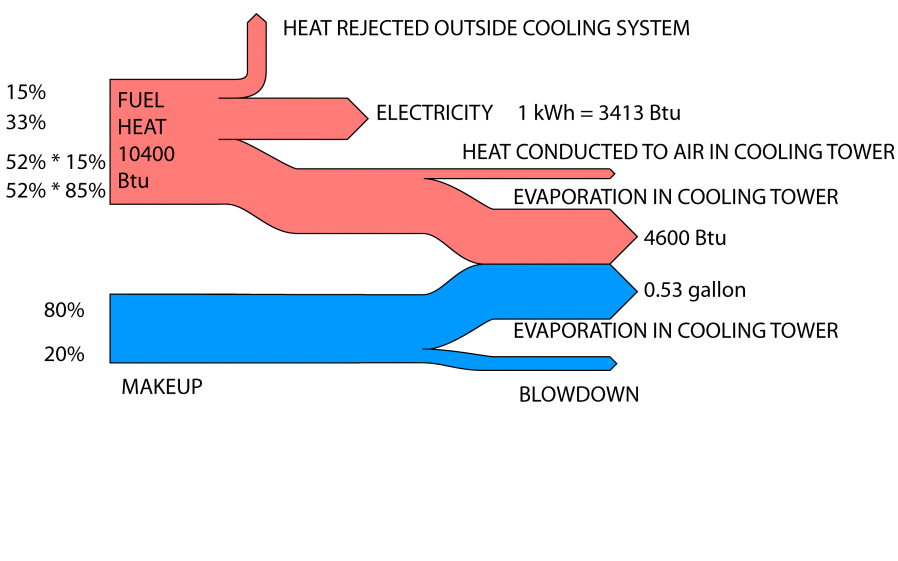 HEAT REJECTED OUTSIDE COOLING SYSTEM
15%
33%
52% * 15%
52% * 85%
FUEL
HEAT
10400
Btu
ELECTRICITY 1 kWh = 3413 Btu
HEAT CONDUCTED TO AIR IN COOLING TOWER
EVAPORATION IN COOLING TOWER
4600 Btu
0.53 gallon
80%
20%
EVAPORATION IN COOLING TOWER
MAKEUP
BLOWDOWN